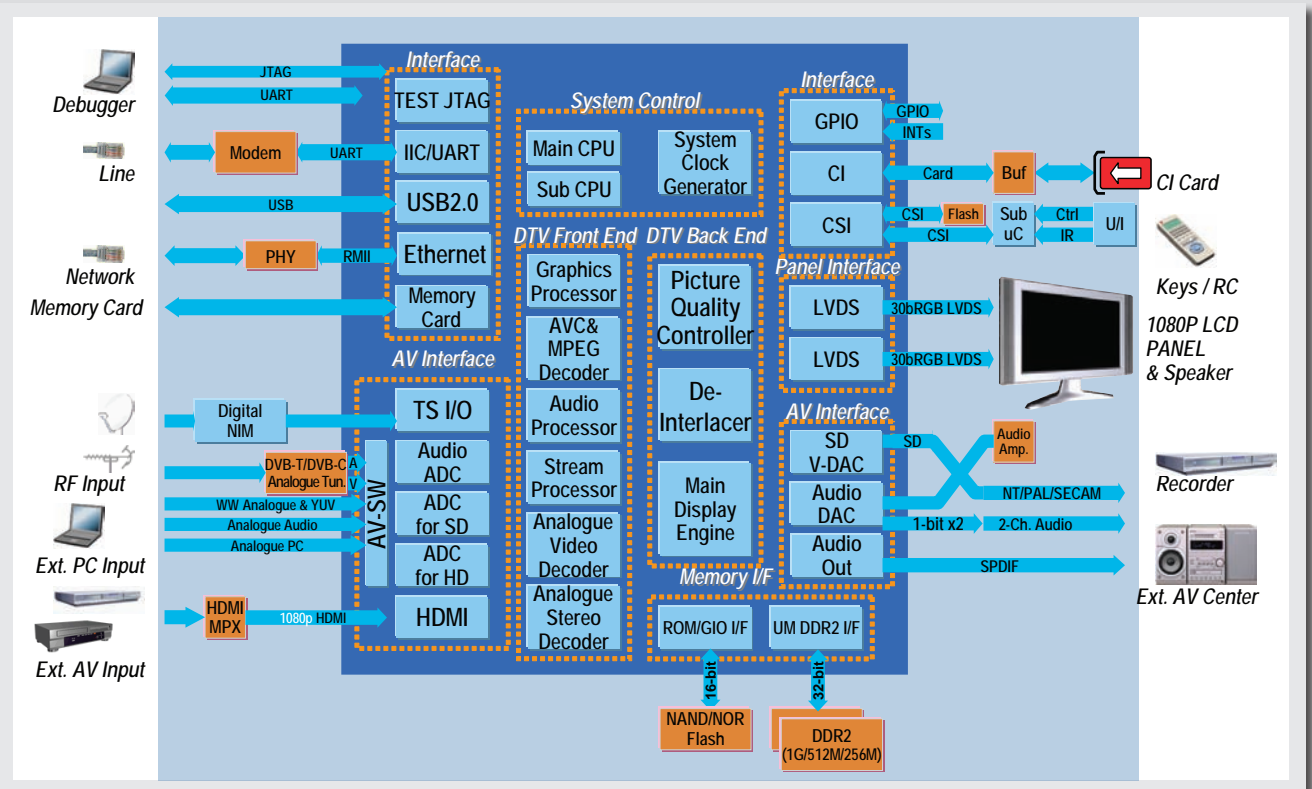 Debugger
Line
Network
Memory Card
RF Input
Ext. PC Input
Ext. AV Input
JTAG
UART
Modem
UART
USB
PHY
RMII
Digital
NIM
DVB-T/DVB-C
Analogue Tun.
A
V
WW Analogue & YUV
Analogue Audio
Analogue PC
HDMI
MPX
1080p HDMI
Interface
TEST JTAG
IIC/UART
USB2.0
Ethernet
Memory
Card
AV Interface
AV-SW
TS I/O
Audio
ADC
ADC
for SD
ADC
for HD
HDMI
System Control
Main CPU
Sub CPU
System
Clock
Generator
DTV Front End
Graphics
Processor
AVC&
MPEG
Decoder
Audio
Processor
Stream
Processor
Analogue
Video
Decoder
Analogue
Stereo
Decoder
DTV Back End
Picture
Quality
Controller
De-
Interlacer
Main
Display
Engine
Memory I/F
ROM/GIO I/F
UM DDR2 I/F
16-bit
32-bit
NAND/NOR
Flash
DDR2
(1G/512M/256M)
Interface
GPIO
CI
CSI
Panel Interface
LVDS
LVDS
AV Interface
SD
V-DAC
Audio
DAC
Audio
Out
GPIO
INTs
Card
Buf
CSI
Flash
CSI
Sub
uC
Ctrl
IR
U/I
30bRGB LVDS
30bRGB LVDS
SD
Audio
Amp.
NT/PAL/SECAM
1-bit x2
2-Ch. Audio
SPDIF
CI Card
Keys / RC
1080P LCD
PANEL
& Speaker
Recorder
Ext. AV Center